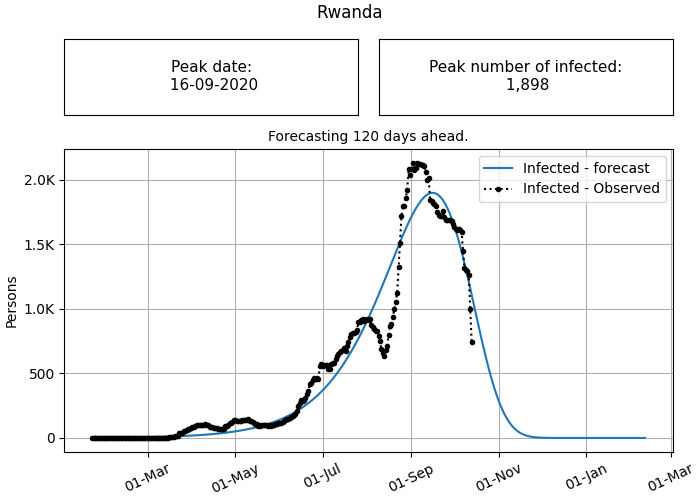 Rwanda
Peak date:
16-09-2020
Peak number of infected:
1,898
Forecasting 120 days ahead.
Infected - forecast
Infected - Observed
2.0K
1.5K
1.0K
500
0
Persons
01-Mar
01-May
01-Jul
01-Sep
01-Nov
01-Jan
01-Mar